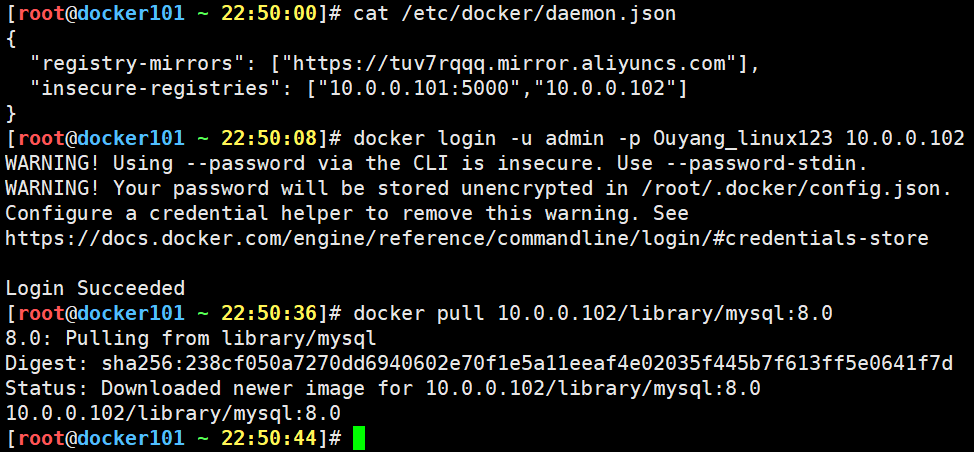 [root@docker101 ~ 22:50:00]# cat /etc/docker/daemon.json
{
  "registry-mirrors": ["https://tuv7rqqq.mirror.aliyuncs.com"],
  "insecure-registries": ["10.0.0.101:5000","10.0.0.102"]
}
[root@docker101 ~ 22:50:08]# docker login -u admin -p Ouyang_linux123 10.0.0.102
WARNING! Using --password via the CLI is insecure. Use --password-stdin.
WARNING! Your password will be stored unencrypted in /root/.docker/config.json.
Configure a credential helper to remove this warning. See
https://docs.docker.com/engine/reference/commandline/login/#credentials-store

Login Succeeded
[root@docker101 ~ 22:50:36]# docker pull 10.0.0.102/library/mysql:8.0
8.0: Pulling from library/mysql
Digest: sha256:238cf050a7270dd6940602e70f1e5a11eeaf4e02035f445b7f613ff5e0641f7d
Status: Downloaded newer image for 10.0.0.102/library/mysql:8.0
10.0.0.102/library/mysql:8.0
[root@docker101 ~ 22:50:44]#